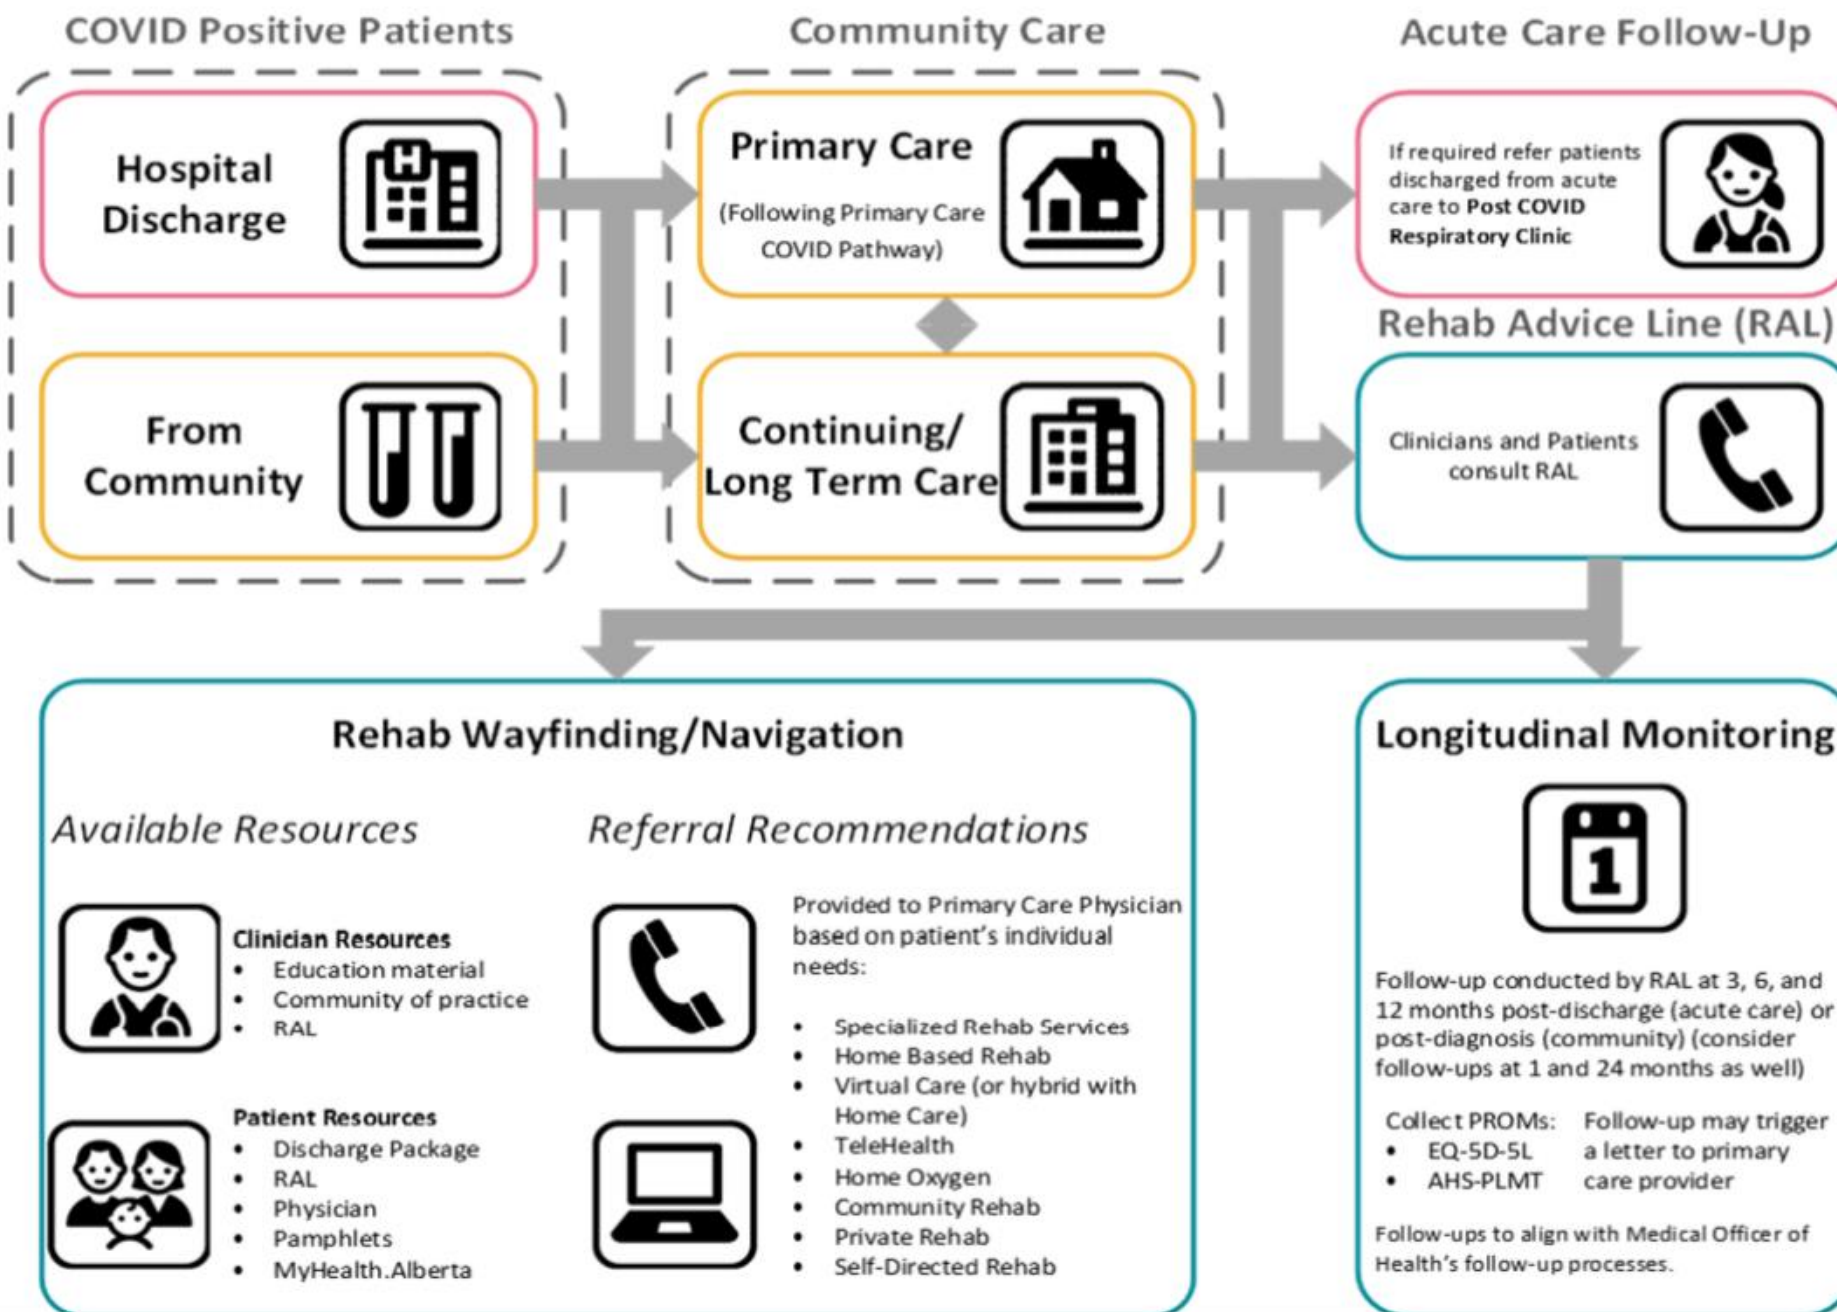 COVID Positive Patients
Hospital
Discharge
H
From
Community
Community Care
Primary Care
(Following Primary Care
COVID Pathway)
Continuing/
Long Term Care
Acute Care Follow-Up
If required refer patients
discharged from acute
care to Post COVID
Respiratory Clinic
Rehab Advice Line (RAL)
Clinicians and Patients
consult RAL
Rehab Wayfinding/Navigation
Available Resources
Clinician Resources
• Education material
• Community of practice
• RAL
Patient Resources
• Discharge Package
• RAL
• Physician
• Pamphlets
• MyHealth.Alberta
Referral Recommendations
Provided to Primary Care Physician
based on patient's individual
needs:
• Specialized Rehab Services
• Home Based Rehab
• Virtual Care (or hybrid with
Home Care)
• TeleHealth
• Home Oxygen
• Community Rehab
• Private Rehab
• Self-Directed Rehab
Longitudinal Monitoring
1
Follow-up conducted by RAL at 3, 6, and
12 months post-discharge (acute care) or
post-diagnosis (community) (consider
follow-ups at 1 and 24 months as well)
Collect PROMs:
• EQ-5D-5L
• AHS-PLMT
Follow-up may trigger
a letter to primary
care provider
Follow-ups to align with Medical Officer of
Health's follow-up processes.